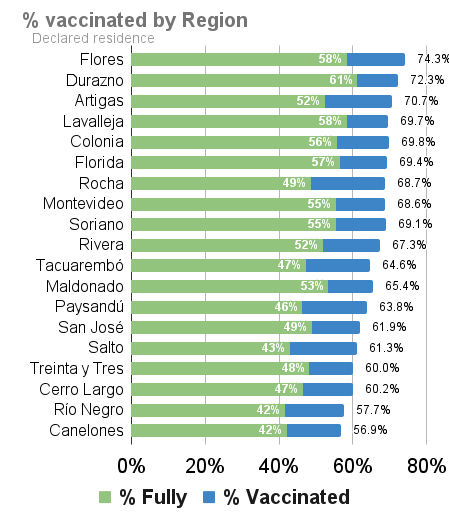 % vaccinated by Region
Declared residence
Flores 58% 74.3%
Durazno 61% 72.3%
Artigas 52% 70.7%
Lavalleja 58% 69.7%
Colonia 56% 69.8%
Florida 57% 69.4%
Rocha 49% 68.7%
Montevideo 55% 68.6%
Soriano 55% 69.1%
Rivera 52% 67.3%
Tacuarembó 47% 64.6%
Maldonado 53% 65.4%
Paysandú 46% 63.8%
San José 49% 61.9%
Salto 43% 61.3%
Treinta y Tres 48% 60.0%
Cerro Largo 47% 60.2%
Río Negro 42% 57.7%
Canelones 42% 56.9%
0% 20% 40% 60% 80%
% Fully % Vaccinated